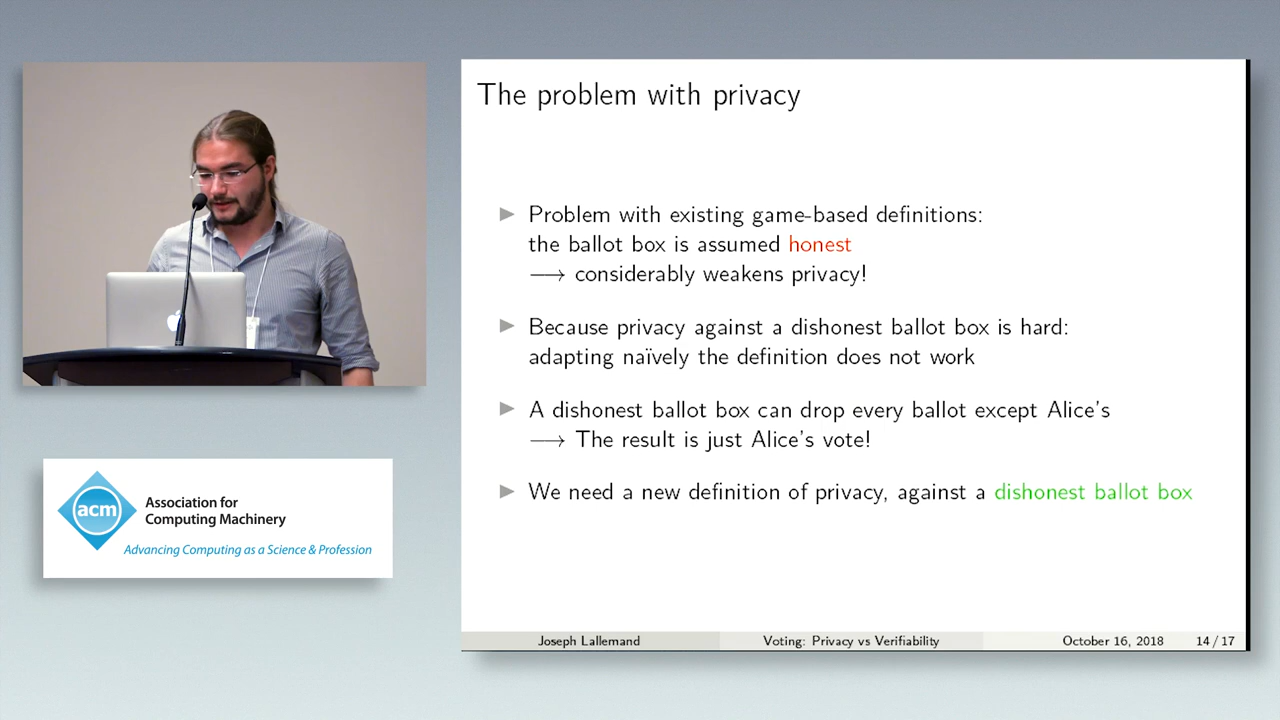 The problem with privacy
▶ Problem with existing game-based definitions:
the ballot box is assumed honest
⟶ considerably weakens privacy!
▶ Because privacy against a dishonest ballot box is hard:
adapting naïvely the definition does not work
▶ A dishonest ballot box can drop every ballot except Alice's
⟶ The result is just Alice's vote!
▶ We need a new definition of privacy, against a dishonest ballot box
Joseph Lallemand Voting: Privacy vs Verifiability October 16, 2018 14 / 17
acm
Association for
Computing Machinery
Advancing Computing as a Science & Profession